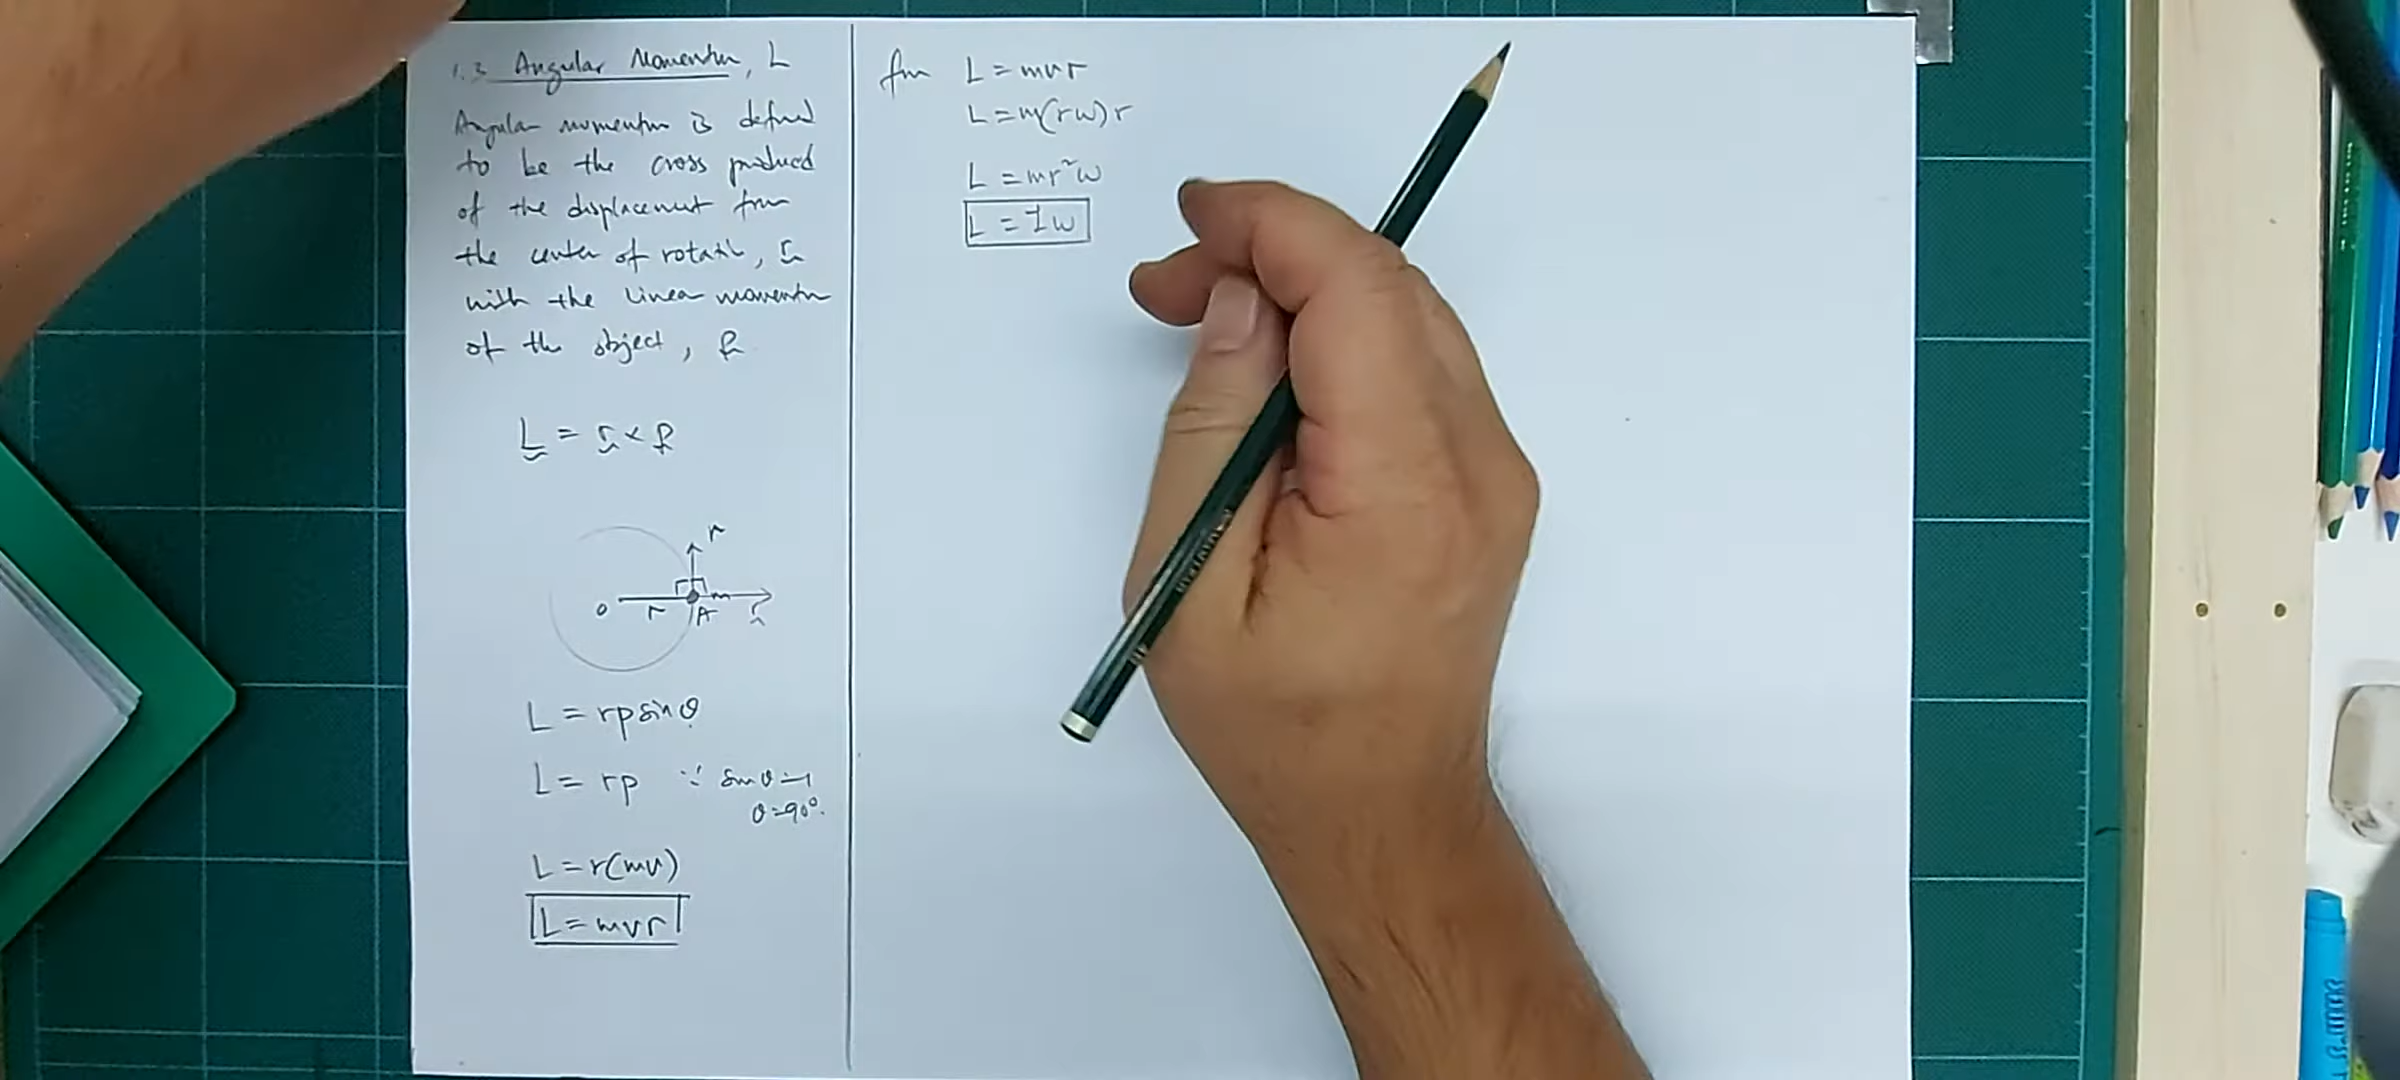 1.3 Angular Momentum, L
Angular momentum is defined
to be the cross produced
of the displacement from
the center of rotation, r
with the linear momentum
of the object, p
L = r × p
r
o r A m r
L = rp sin θ
L = rp ∵ sin θ = 1
θ = 90°.
L = r(mv)
L = mvr
from L = mvr
L = m(rω)r
L = mr²ω
L = Iω